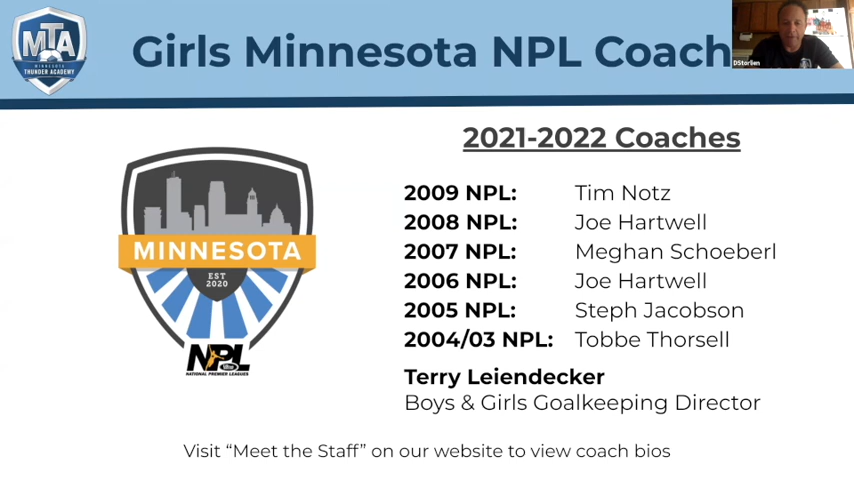 MTA
MINNESOTA
THUNDER ACADEMY
Girls Minnesota NPL Coach
DStorlien
2021-2022 Coaches
2009 NPL: Tim Notz
2008 NPL: Joe Hartwell
2007 NPL: Meghan Schoeberl
2006 NPL: Joe Hartwell
2005 NPL: Steph Jacobson
2004/03 NPL: Tobbe Thorsell
Terry Leiendecker
Boys & Girls Goalkeeping Director
MINNESOTA
EST
2020
NPL
NATIONAL PREMIER LEAGUES
Visit “Meet the Staff” on our website to view coach bios